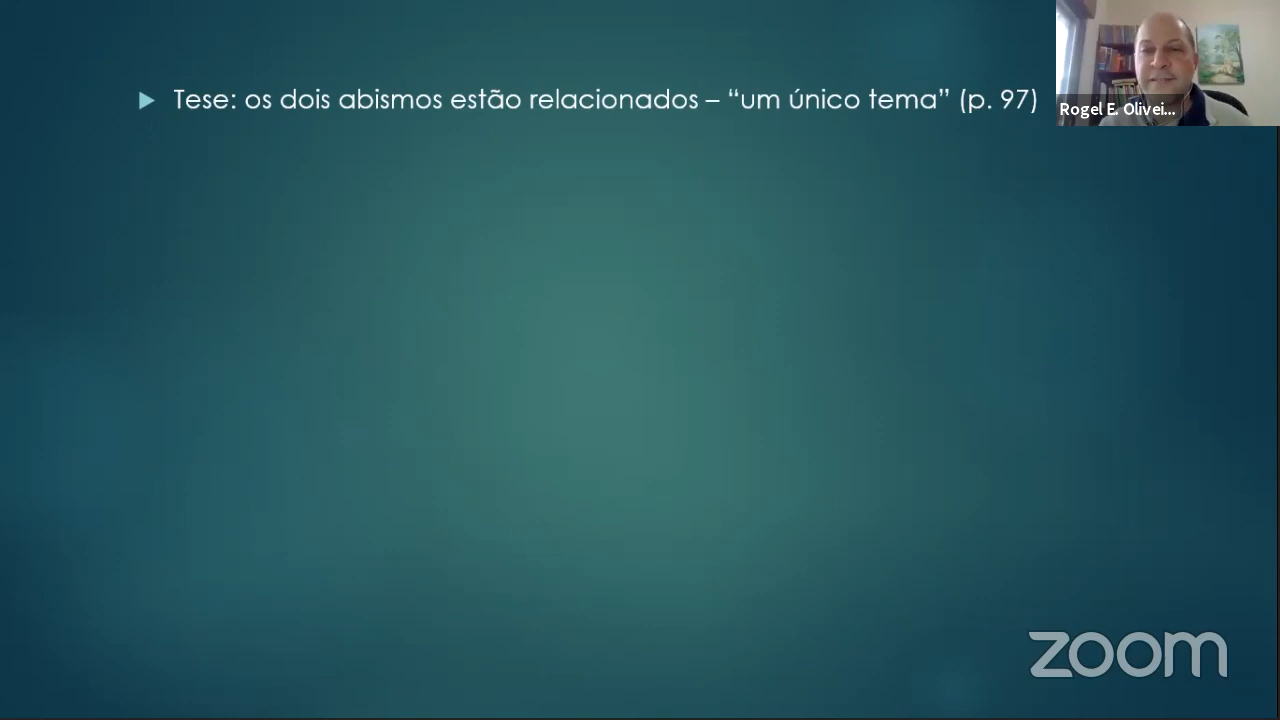 Tese: os dois abismos estão relacionados – “um único tema” (p. 97)
Rogel E. Olivei...
zoom